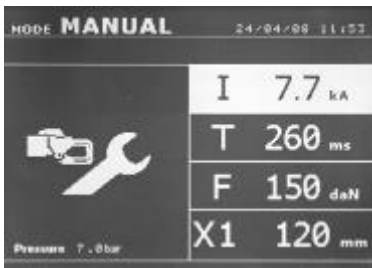 MODE MANUAL 24/04/08 11:53
I 7.7 kA
T 260 ms
F 150 daN
X1 120 mm
Pressure 7.0bar